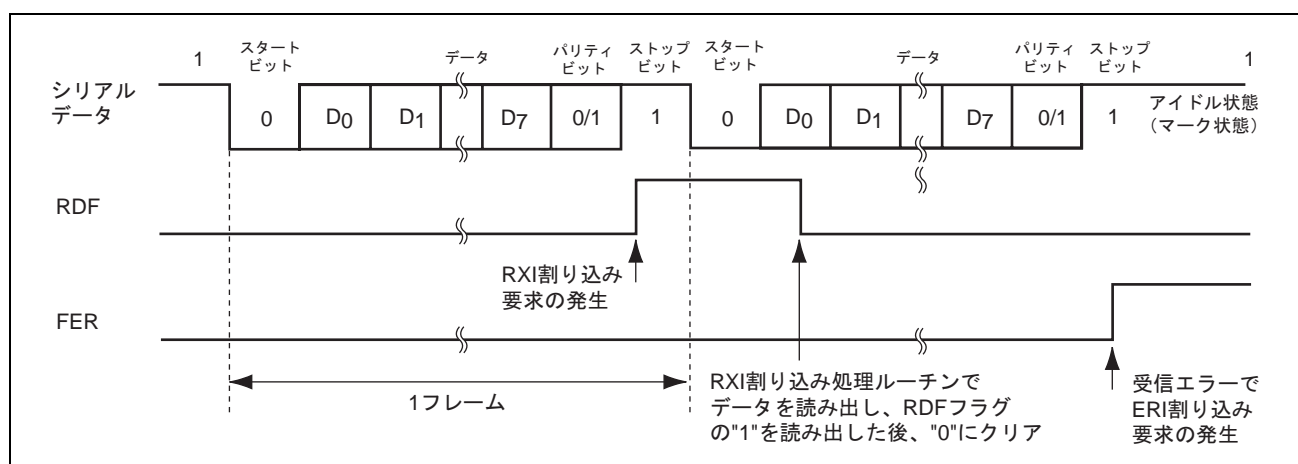 1 スタート データ パリティ ストップ スタート データ パリティ ストップ 1
ビット ビット ビット ビット ビット ビット
シリアル
データ
0 D0 D1 D7 0/1 1 0 D0 D1 D7 0/1 1
アイドル状態
（マーク状態）
RDF
RXI割り込み
要求の発生
FER
1フレーム
RXI割り込み処理ルーチンで
データを読み出し、RDFフラグ
の"1"を読み出した後、"0"にクリア
受信エラーで
ERI割り込み
要求の発生